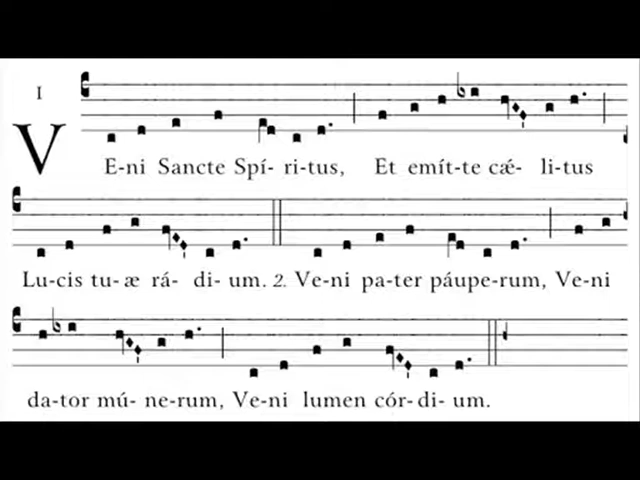 I
VE-ni Sancte Spí- ri-tus, Et emít-te cǽ- li-tus
Lu-cis tu-æ rá- di- um. 2. Ve-ni pa-ter páupe-rum, Ve-ni
da-tor mú- ne-rum, Ve-ni lumen cór-di- um.